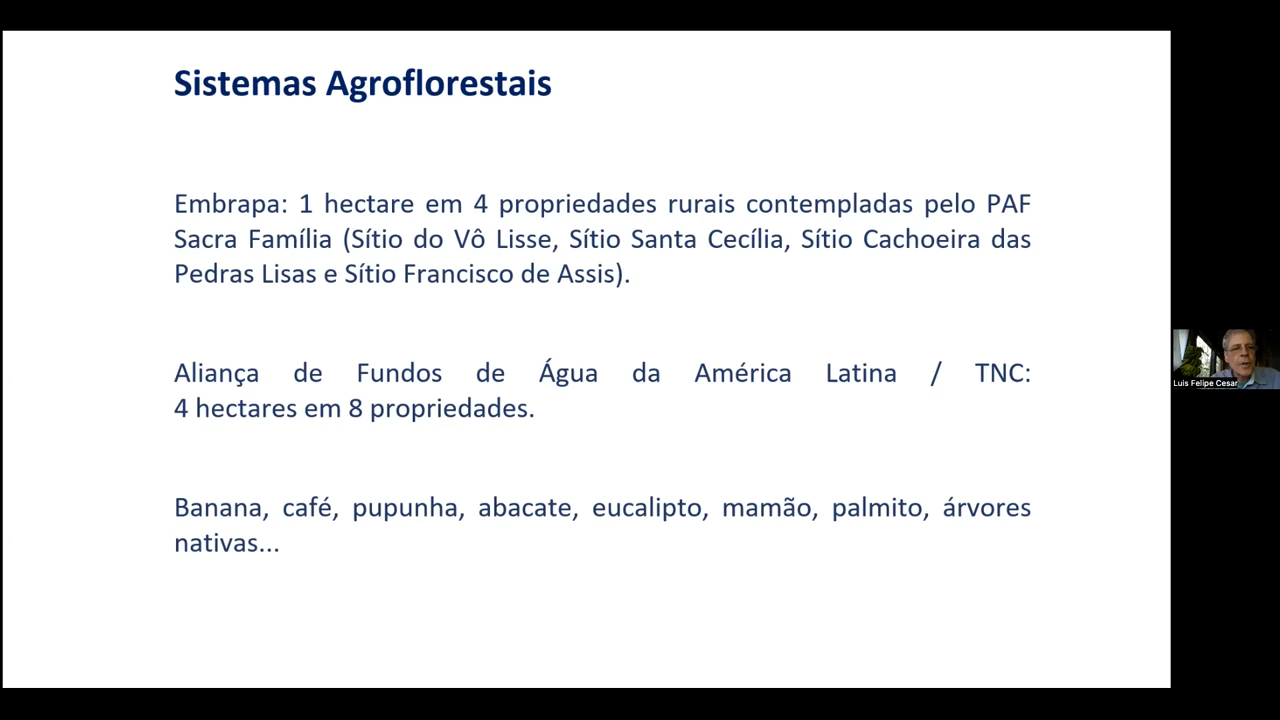 Sistemas Agroflorestais
Embrapa: 1 hectare em 4 propriedades rurais contempladas pelo PAF
Sacra Família (Sítio do Vô Lisse, Sítio Santa Cecília, Sítio Cachoeira das
Pedras Lisas e Sítio Francisco de Assis).
Aliança de Fundos de Água da América Latina / TNC:
4 hectares em 8 propriedades.
Banana, café, pupunha, abacate, eucalipto, mamão, palmito, árvores
nativas...
Luis Felipe Cesar